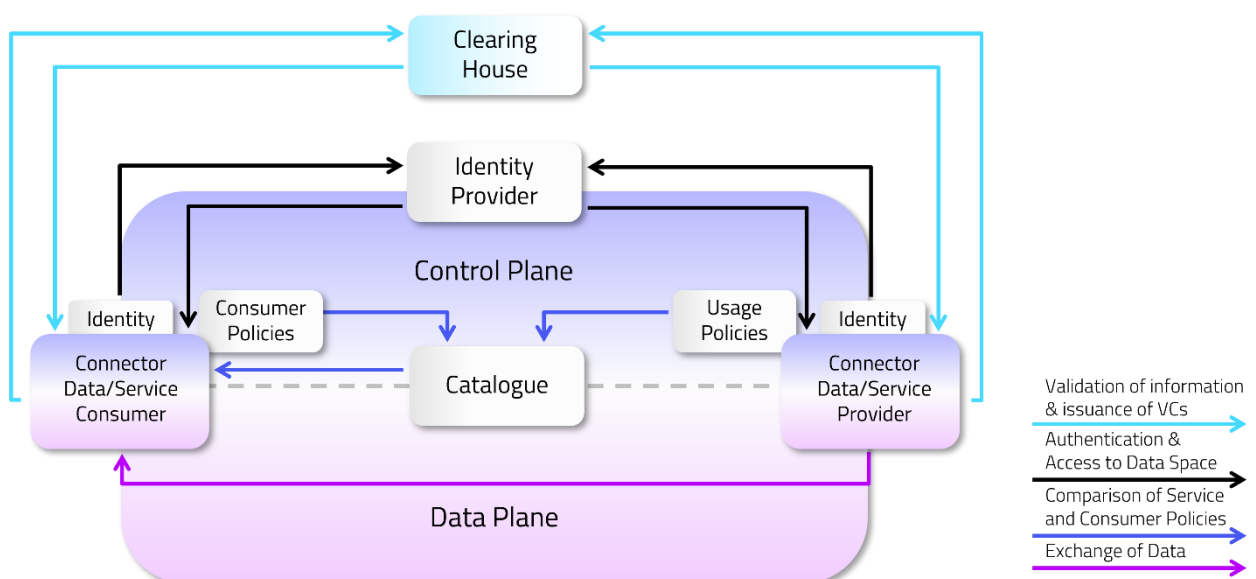 Clearing
House
Identity
Provider
Control Plane
Identity
Consumer
Policies
Usage
Policies
Identity
Connector
Data/Service
Consumer
Catalogue
Connector
Data/Service
Provider
Data Plane
Validation of information
& issuance of VCs
Authentication &
Access to Data Space
Comparison of Service
and Consumer Policies
Exchange of Data